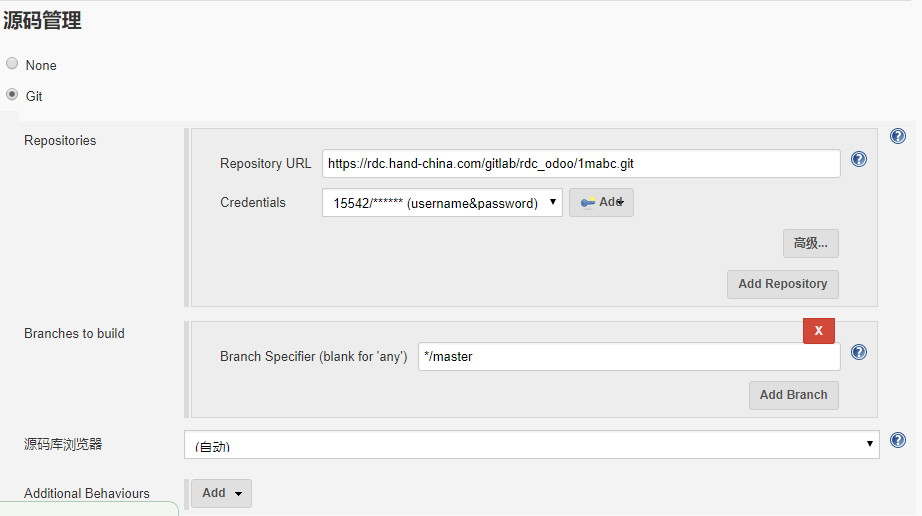 源码管理
None
Git
Repositories
Repository URL https://rdc.hand-china.com/gitlab/rdc_odoo/1mabc.git
Credentials 15542/****** (username&password) Add
高级...
Add Repository
Branches to build
X
Branch Specifier (blank for 'any') */master
Add Branch
源码库浏览器 (自动)
Additional Behaviours Add